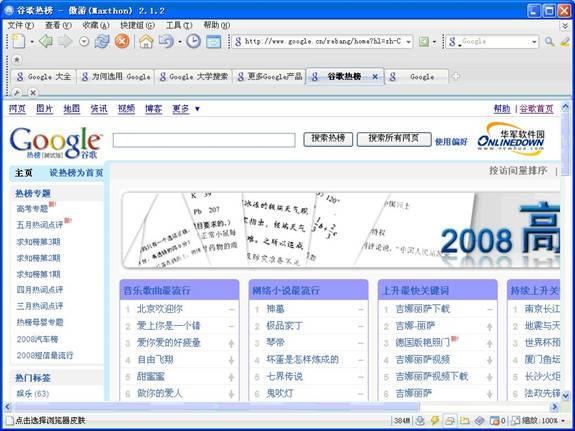 谷歌热榜 - 傲游(Maxthon) 2.1.2
文件(F) 查看(V) 收藏(A) 快捷组(G) 工具(T) 帮助(H)
http://www.google.cn/rebang/home?hl=zh-C Google
Google 大全 为何选用 Google Google 大学搜索 更多Google产品 谷歌热榜 Google
网页 图片 地图 资讯 视频 博客 更多 帮助 | 谷歌首页
Google 热榜 [测试版] 谷歌 搜索热榜 搜索所有网页 使用偏好 华军软件园 ONLINEDOWN www.newhua.com
主页 设热榜为首页 按访问量排序
热榜专题
高考专题
五月热词点评
求知榜第3期
求知榜第2期
求知榜第1期
四月热词点评
三月热词点评
热榜母婴专题
2008汽车榜
2008短信量流行
热门标签
娱乐 (63)
K 39
Pb 207
2008 高
音乐歌曲最流行
1 北京欢迎你
2 爱上你是一个错
3 爱你爱的好疲量
4 自由飞翔
5 甜蜜蜜
6 做你的爱人
网络小说最流行
1 神墓
2 极品家丁
3 琴帝
4 坏蛋是怎样炼成的
5 七界传说
6 鬼吹灯
上升最快关键词
1 吉娜丽莎下载
2 吉娜-丽莎
3 德国版艳照门
4 吉娜丽莎视频
5 吉娜丽莎视频下载
6 吉娜丽莎
持续上升关
1 南京长江
2 地震与天
3 世界杯预
4 厦门鱼坛
5 长沙火炬
6 法政先锋
点击选择浏览器皮肤 384M 0 缩放:100%